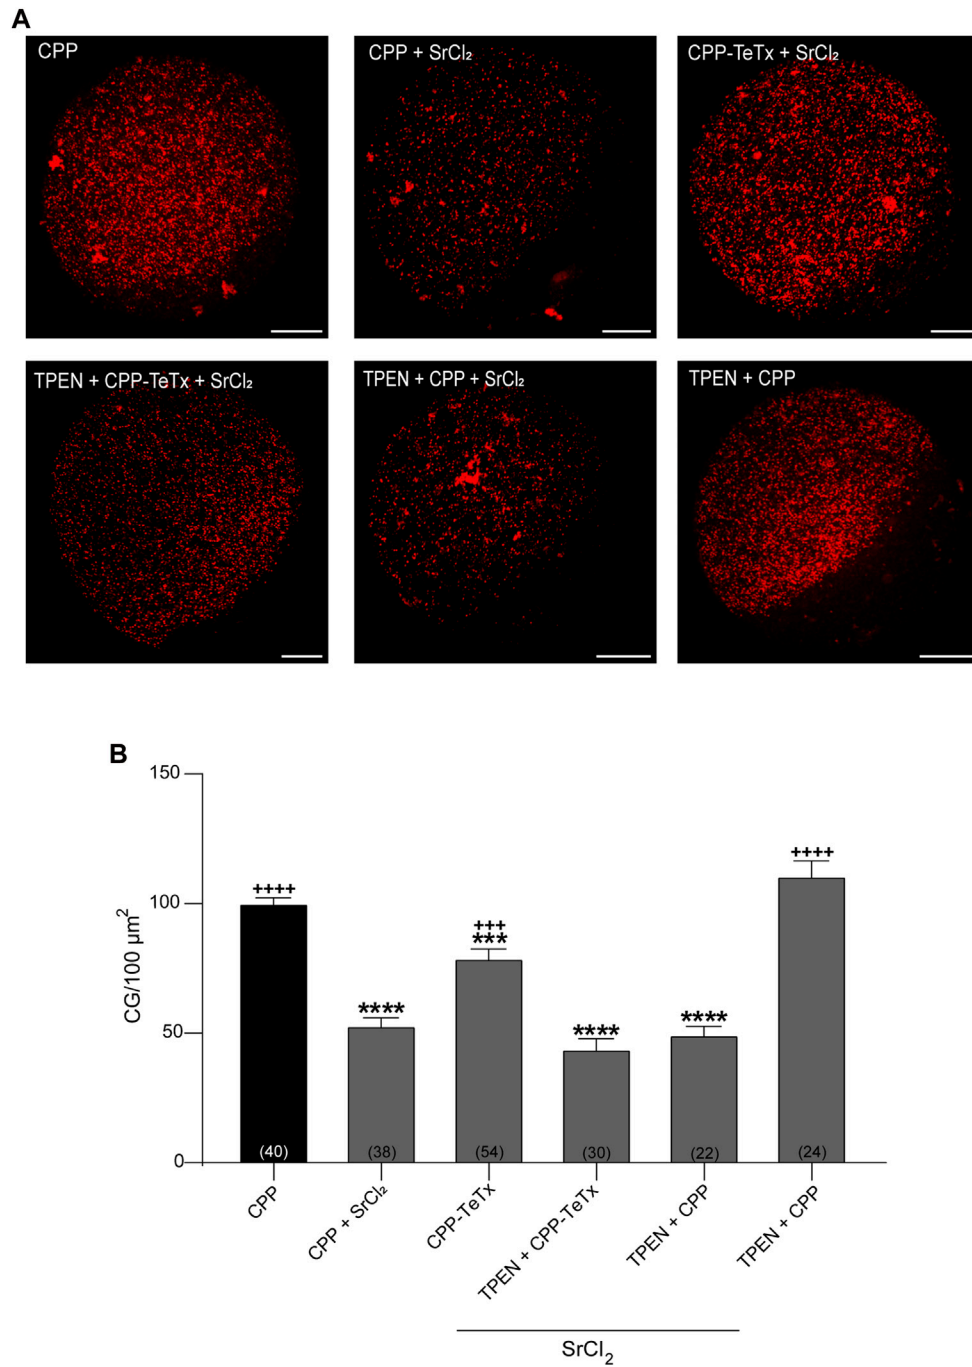 A
CPP
CPP + SrCl₂
CPP-TeTx + SrCl₂
TPEN + CPP-TeTx + SrCl₂
TPEN + CPP + SrCl₂
TPEN + CPP
B
CG/100 µm²
150
100
50
0
++++
****
+++
***
****
****
++++
(40)
(38)
(54)
(30)
(22)
(24)
CPP
CPP + SrCl₂
CPP-TeTx
TPEN + CPP-TeTx
TPEN + CPP
TPEN + CPP
SrCl₂